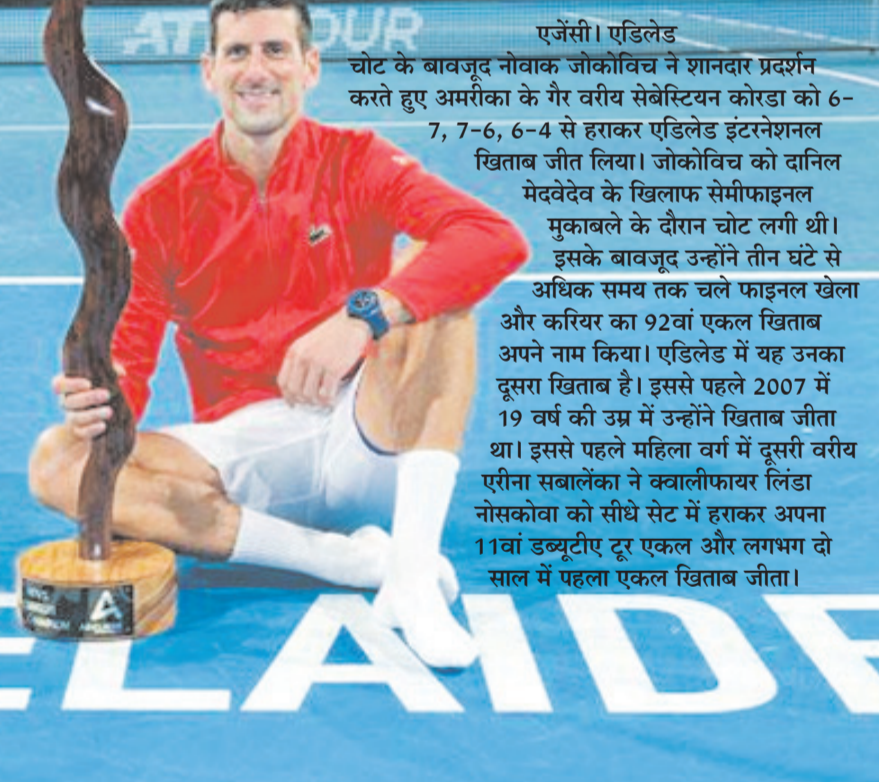 ATP TOUR
एजेंसी। एडिलेड
चोट के बावजूद नोवाक जोकोविच ने शानदार प्रदर्शन
करते हुए अमरीका के गैर वरीय सेबेस्टियन कोरडा को 6-
7, 7-6, 6-4 से हराकर एडिलेड इंटरनेशनल
खिताब जीत लिया। जोकोविच को दानिल
मेदवेदेव के खिलाफ सेमीफाइनल
मुकाबले के दौरान चोट लगी थी।
इसके बावजूद उन्होंने तीन घंटे से
अधिक समय तक चले फाइनल खेला
और करियर का 92वां एकल खिताब
अपने नाम किया। एडिलेड में यह उनका
दूसरा खिताब है। इससे पहले 2007 में
19 वर्ष की उम्र में उन्होंने खिताब जीता
था। इससे पहले महिला वर्ग में दूसरी वरीय
एरीना सबालेंका ने क्वालीफायर लिंडा
नोसकोवा को सीधे सेट में हराकर अपना
11वां डब्यूटीए टूर एकल और लगभग दो
साल में पहला एकल खिताब जीता।
ELAIDE